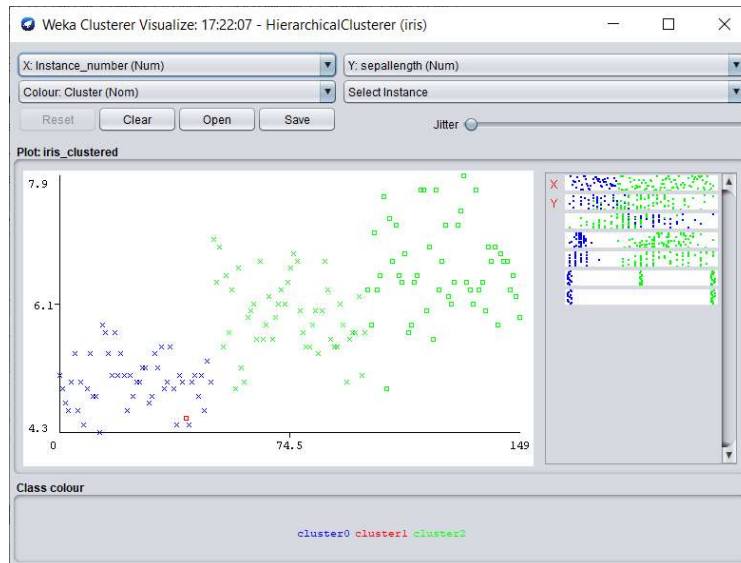 Weka Clusterer Visualize: 17:22:07 - HierarchicalClusterer (iris)
X: Instance_number (Num) Y: sepallength (Num)
Colour: Cluster (Nom) Select Instance
Reset Clear Open Save Jitter
Plot: iris_clustered
7.9
6.1
4.3
0 74.5 149
X
Y
Class colour
cluster0 cluster1 cluster2